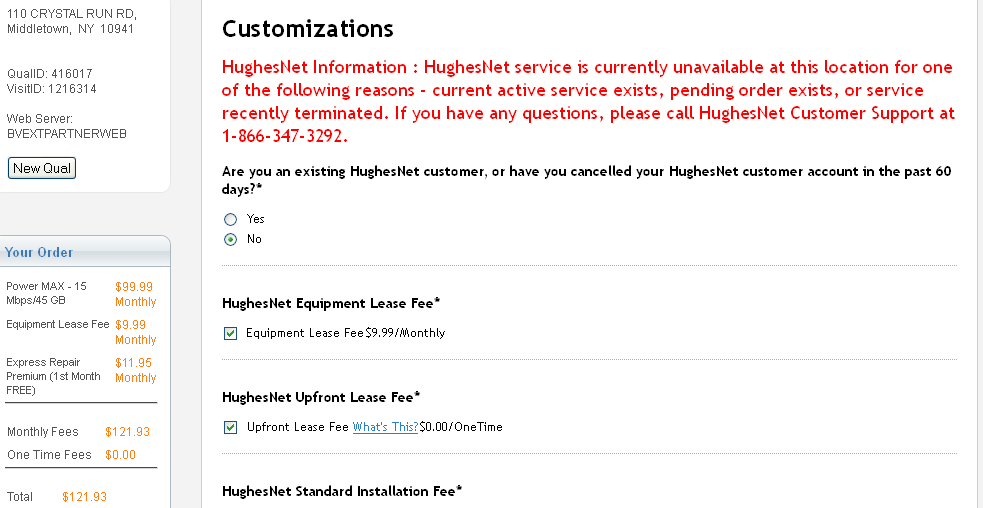 110 CRYSTAL RUN RD,
Middletown, NY 10941
QualID: 416017
VisitID: 1216314
Web Server:
BVEXTPARTNERWEB
New Qual
Your Order
Power MAX - 15 $99.99
Mbps/45 GB Monthly
Equipment Lease Fee $9.99
Monthly
Express Repair $11.95
Premium (1st Month Monthly
FREE)
Monthly Fees $121.93
One Time Fees $0.00
Total $121.93
Customizations
HughesNet Information : HughesNet service is currently unavailable at this location for one
of the following reasons - current active service exists, pending order exists, or service
recently terminated. If you have any questions, please call HughesNet Customer Support at
1-866-347-3292.
Are you an existing HughesNet customer, or have you cancelled your HughesNet customer account in the past 60
days?*
Yes
No
HughesNet Equipment Lease Fee*
Equipment Lease Fee$9.99/Monthly
HughesNet Upfront Lease Fee*
Upfront Lease Fee What's This?$0.00/OneTime
HughesNet Standard Installation Fee*